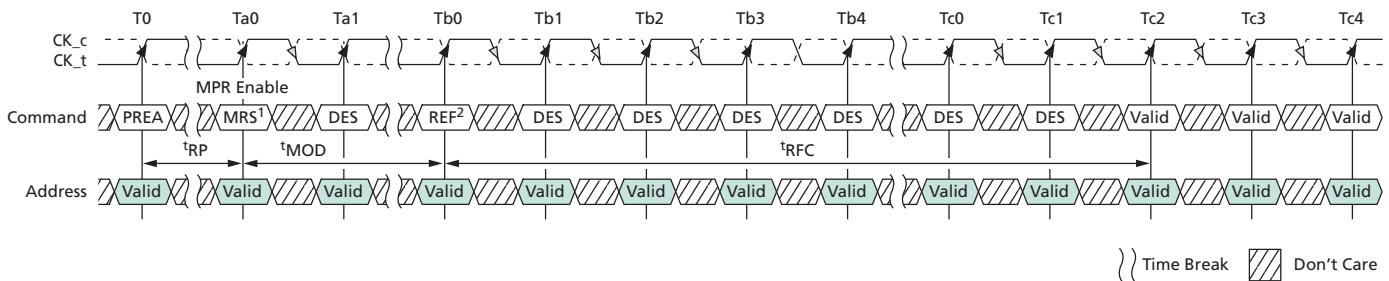 T0 Ta0 Ta1 Tb0 Tb1 Tb2 Tb3 Tb4 Tc0 Tc1 Tc2 Tc3 Tc4
CK_c
CK_t
MPR Enable
Command PREA MRS1 DES REF2 DES DES DES DES DES DES Valid Valid Valid
tRP tMOD tRFC
Address Valid Valid Valid Valid Valid Valid Valid Valid Valid Valid Valid Valid Valid
Time Break Don't Care